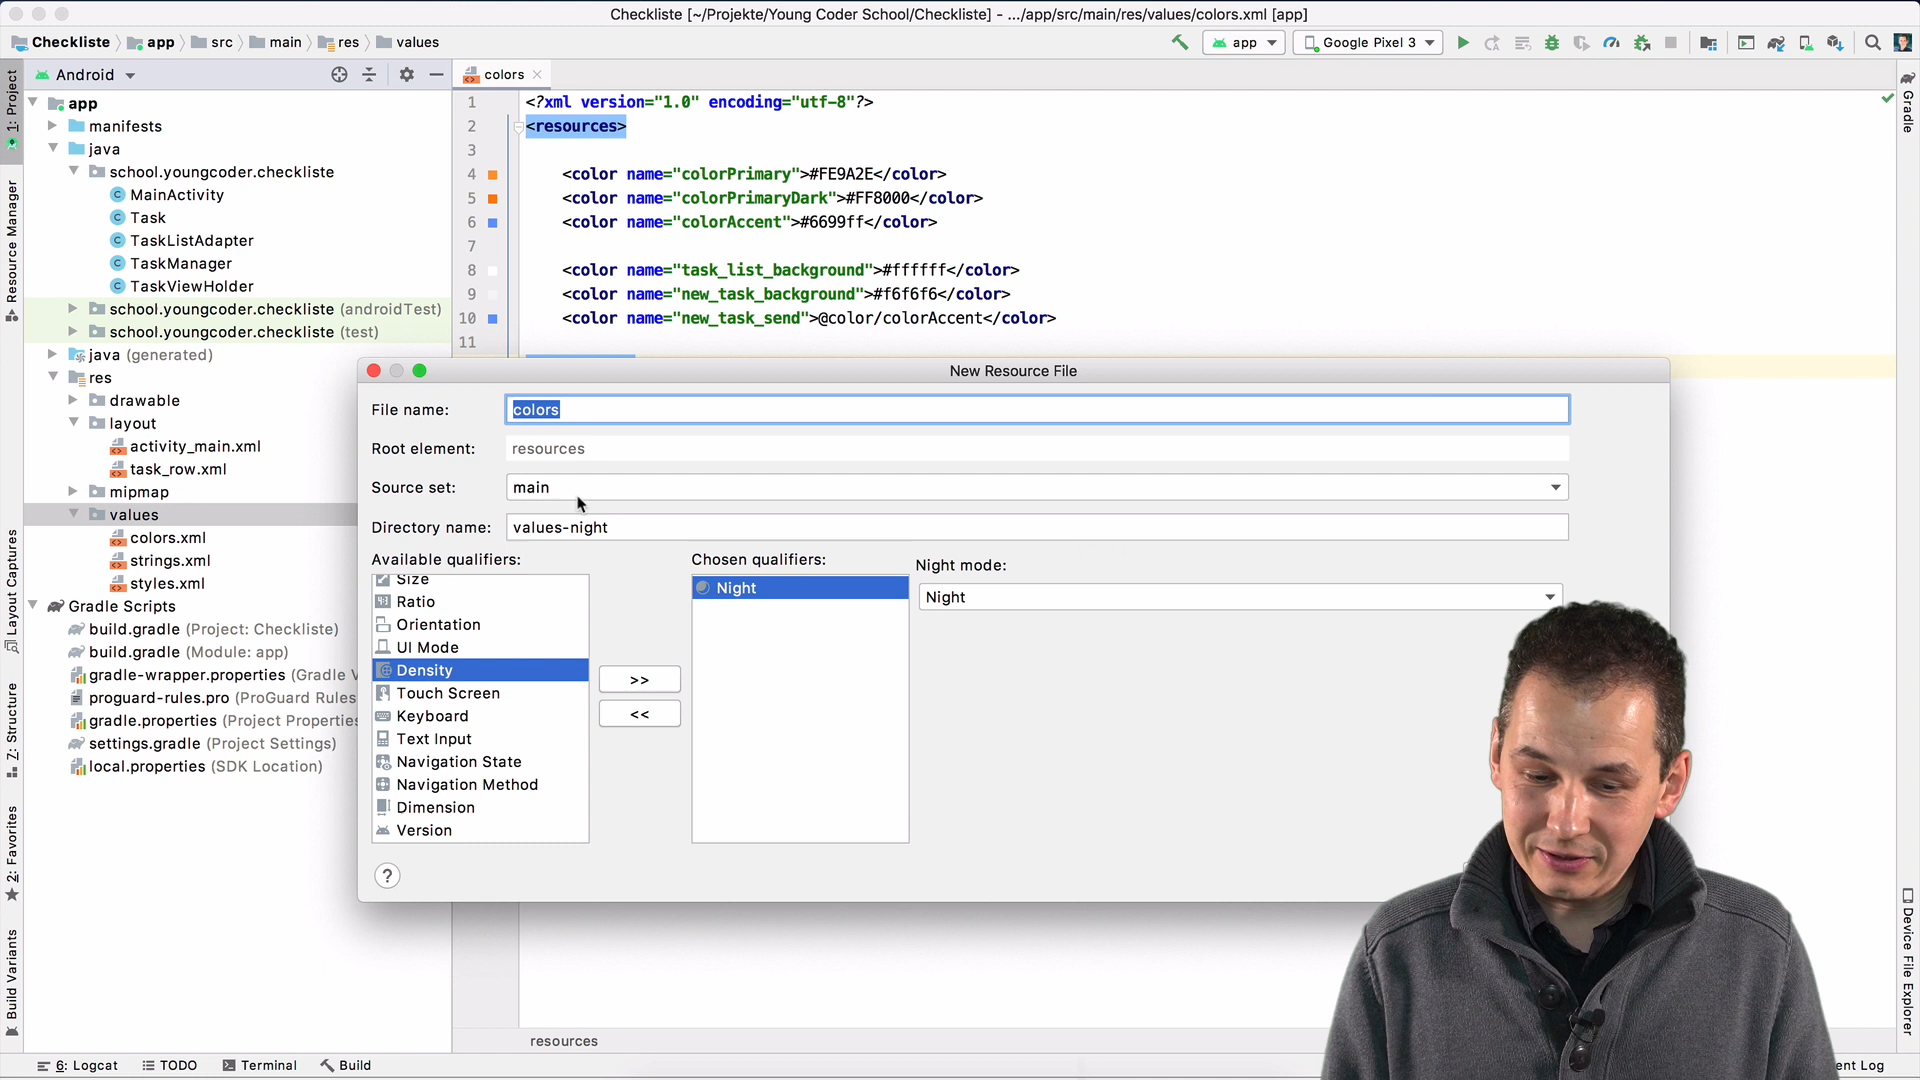 Checkliste [~/Projekte/Young Coder School/Checkliste] - .../app/src/main/res/values/colors.xml [app]
Checkliste app src main res values
app Google Pixel 3
Android
colors
1: Project
Resource Manager
Layout Captures
Z: Structure
2: Favorites
Build Variants
app
manifests
java
school.youngcoder.checkliste
MainActivity
Task
TaskListAdapter
TaskManager
TaskViewHolder
school.youngcoder.checkliste (androidTest)
school.youngcoder.checkliste (test)
java (generated)
res
drawable
layout
activity_main.xml
task_row.xml
mipmap
values
colors.xml
strings.xml
styles.xml
Gradle Scripts
build.gradle (Project: Checkliste)
build.gradle (Module: app)
gradle-wrapper.properties (Gradle V
proguard-rules.pro (ProGuard Rules
gradle.properties (Project Properties
settings.gradle (Project Settings)
local.properties (SDK Location)
1 <?xml version="1.0" encoding="utf-8"?>
2 <resources>
3
4 <color name="colorPrimary">#FE9A2E</color>
5 <color name="colorPrimaryDark">#FF8000</color>
6 <color name="colorAccent">#6699ff</color>
7
8 <color name="task_list_background">#ffffff</color>
9 <color name="new_task_background">#f6f6f6</color>
10 <color name="new_task_send">@color/colorAccent</color>
11
New Resource File
File name: colors
Root element: resources
Source set: main
Directory name: values-night
Available qualifiers:
Size
Ratio
Orientation
UI Mode
Density
Touch Screen
Keyboard
Text Input
Navigation State
Navigation Method
Dimension
Version
>>
<<
Chosen qualifiers:
Night
Night mode:
Night
?
resources
Gradle
Device File Explorer
6: Logcat TODO Terminal Build
ent Log